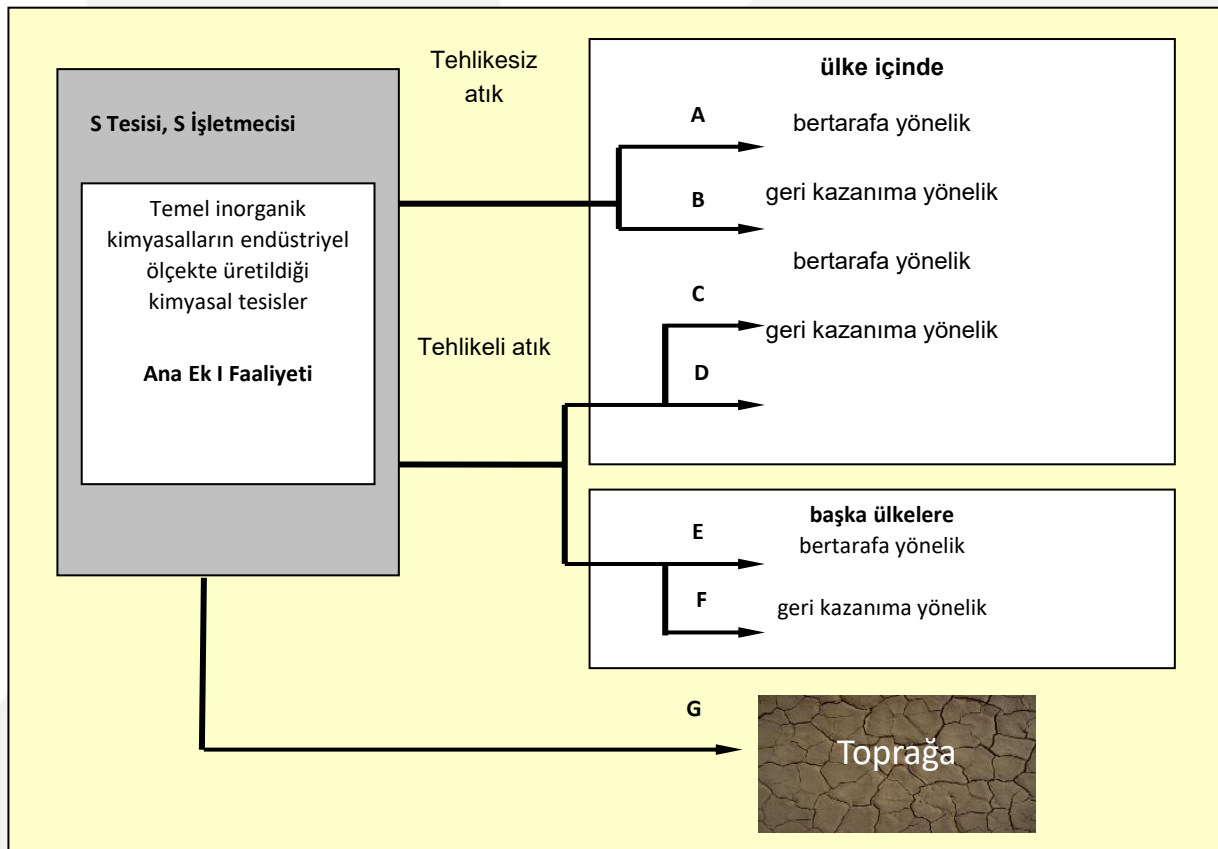 S Tesisi, S İşletmecisi
Temel inorganik
kimyasalların endüstriyel
ölçekte üretildiği
kimyasal tesisler
Ana Ek I Faaliyeti
Tehlikesiz
atık
Tehlikeli atık
ülke içinde
A
bertarafa yönelik
B
geri kazanıma yönelik
bertarafa yönelik
C
geri kazanıma yönelik
D
başka ülkelere
E
bertarafa yönelik
F
geri kazanıma yönelik
G
Toprağa